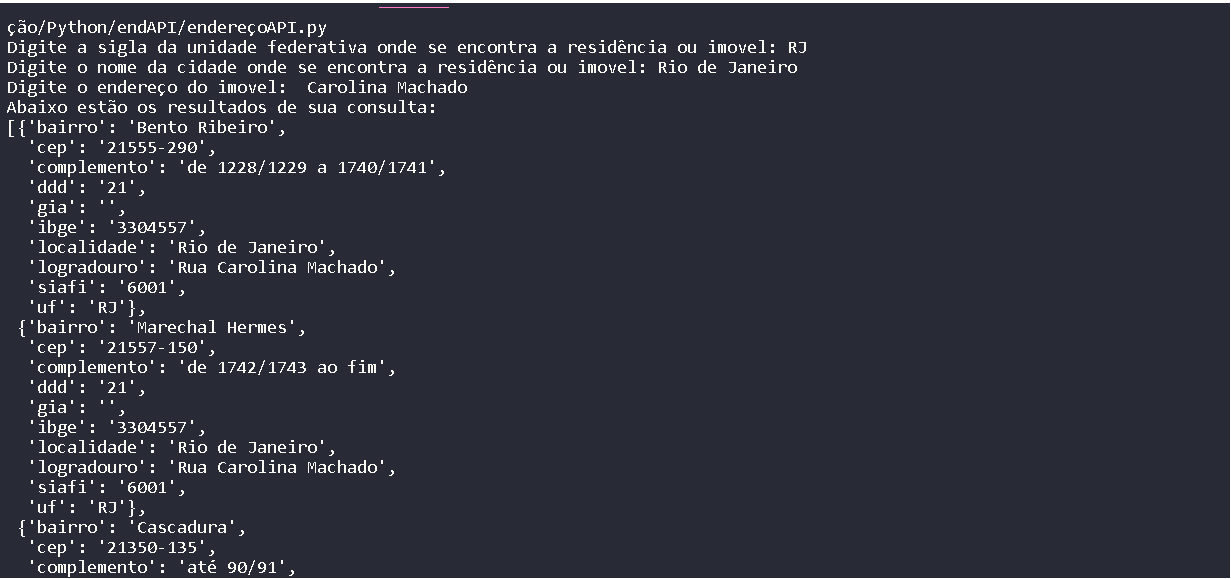 ção/Python/endAPI/endereçoAPI.py
Digite a sigla da unidade federativa onde se encontra a residência ou imovel: RJ
Digite o nome da cidade onde se encontra a residência ou imovel: Rio de Janeiro
Digite o endereço do imovel:  Carolina Machado
Abaixo estão os resultados de sua consulta:
[{'bairro': 'Bento Ribeiro',
  'cep': '21555-290',
  'complemento': 'de 1228/1229 a 1740/1741',
  'ddd': '21',
  'gia': '',
  'ibge': '3304557',
  'localidade': 'Rio de Janeiro',
  'logradouro': 'Rua Carolina Machado',
  'siafi': '6001',
  'uf': 'RJ'},
 {'bairro': 'Marechal Hermes',
  'cep': '21557-150',
  'complemento': 'de 1742/1743 ao fim',
  'ddd': '21',
  'gia': '',
  'ibge': '3304557',
  'localidade': 'Rio de Janeiro',
  'logradouro': 'Rua Carolina Machado',
  'siafi': '6001',
  'uf': 'RJ'},
 {'bairro': 'Cascadura',
  'cep': '21350-135',
  'complemento': 'até 90/91',